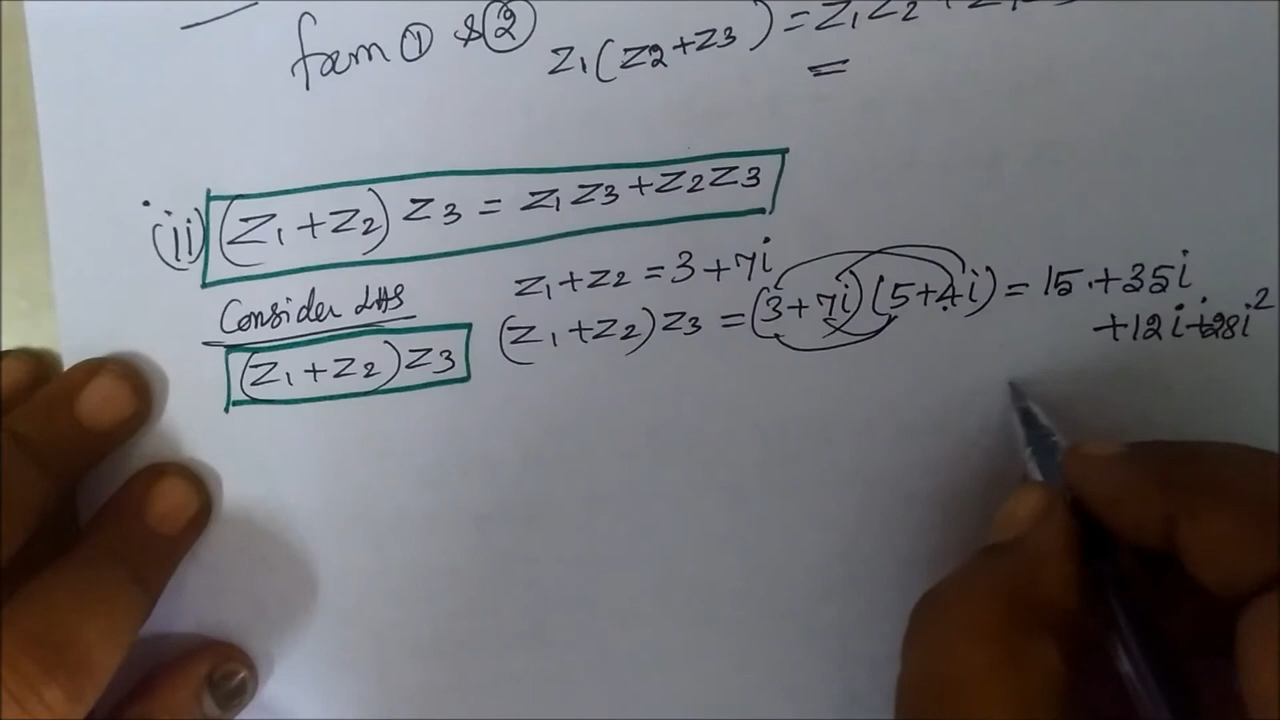 from ① & ② z₁(z₂+z₃) = z₁z₂
(ii) (z₁+z₂) z₃ = z₁z₃+z₂z₃
Consider LHS
z₁+z₂ = 3+7i
(z₁+z₂)z₃ = (3+7i)(5+4i) = 15+35i
+12i+28i²
(z₁+z₂)z₃